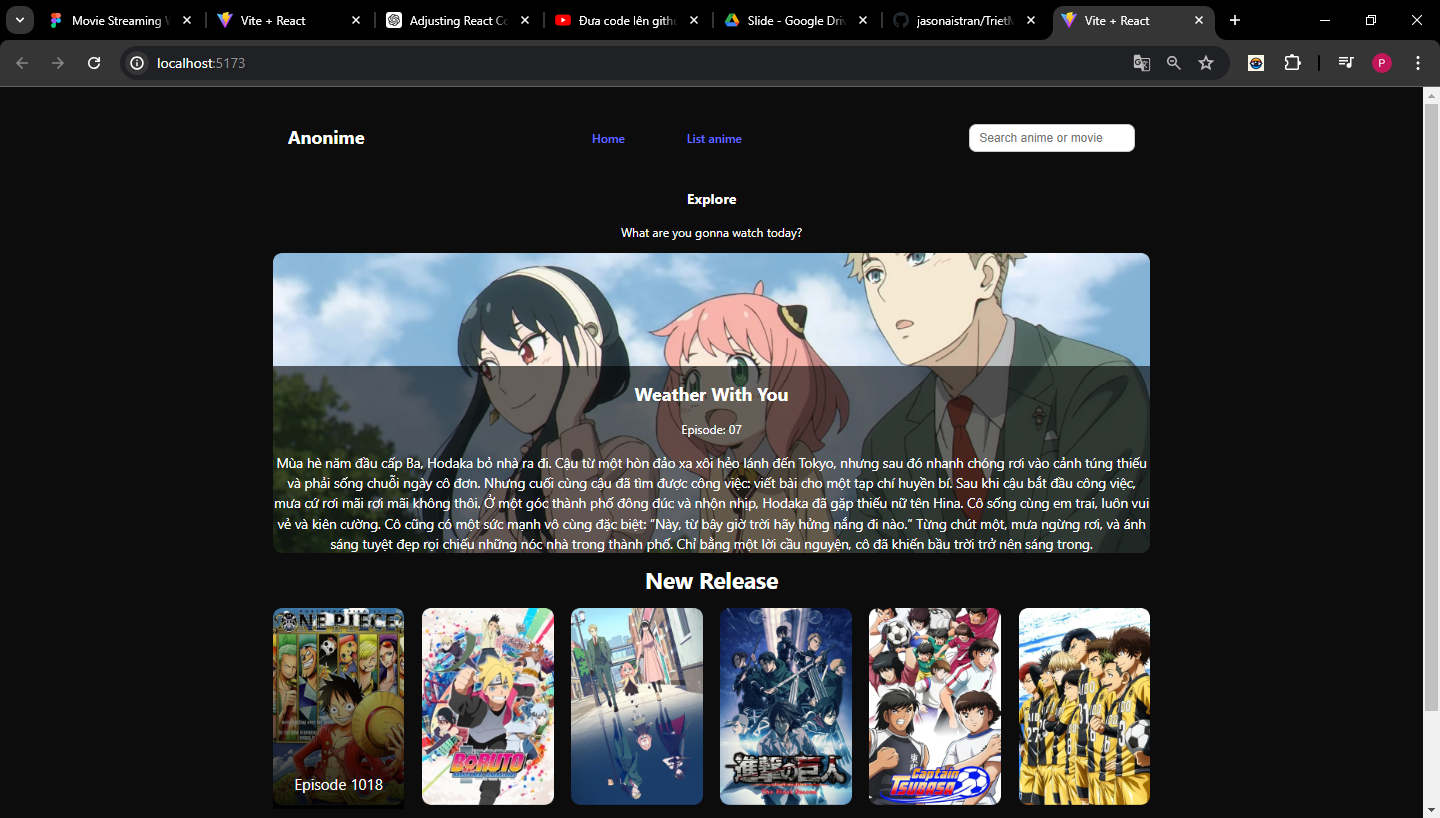 Movie Streaming W
Vite + React
Adjusting React Co
Đưa code lên githu
Slide - Google Driv
jasonaistran/TrietM
Vite + React
localhost:5173
P
Anonime
Home
List anime
Search anime or movie
Explore
What are you gonna watch today?
Weather With You
Episode: 07
Mùa hè năm đầu cấp Ba, Hodaka bỏ nhà ra đi. Cậu từ một hòn đảo xa xôi hẻo lánh đến Tokyo, nhưng sau đó nhanh chóng rơi vào cảnh túng thiếu
và phải sống chuỗi ngày cô đơn. Nhưng cuối cùng cậu đã tìm được công việc: viết bài cho một tạp chí huyền bí. Sau khi cậu bắt đầu công việc,
mưa cứ rơi mãi rơi mãi không thôi. Ở một góc thành phố đông đúc và nhộn nhịp, Hodaka đã gặp thiếu nữ tên Hina. Cô sống cùng em trai, luôn vui
vẻ và kiên cường. Cô cũng có một sức mạnh vô cùng đặc biệt: “Này, từ bây giờ trời hãy hửng nắng đi nào.” Từng chút một, mưa ngừng rơi, và ánh
sáng tuyệt đẹp rọi chiếu những nóc nhà trong thành phố. Chỉ bằng một lời cầu nguyện, cô đã khiến bầu trời trở nên sáng trong.
New Release
ONE PIECE
Episode 1018
BORUTO
進撃の巨人
CAPTAIN
TSUBASA